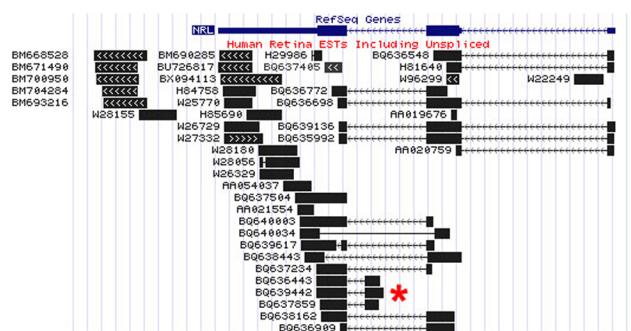 RefSeq Genes
NRL
Human Retina ESTs Including Unspliced
BM668528 BM690285 H29986 BQ636548
BM671490 BU726817 BQ637405 H81640
BM700950 BX094113 W96299 W22249
BM704284 H84758 BQ636772
BM693216 W25770 BQ636698
W28155 H85690 AA019676
W26729 BQ639136
W27332 BQ635992
W28180 AA020759
W28056
W26329
AA054037
BQ637504
AA021554
BQ640003
BQ640034
BQ639617
BQ638443
BQ637234
BQ636443
BQ639442 *
BQ637859
BQ638162
BQ636909